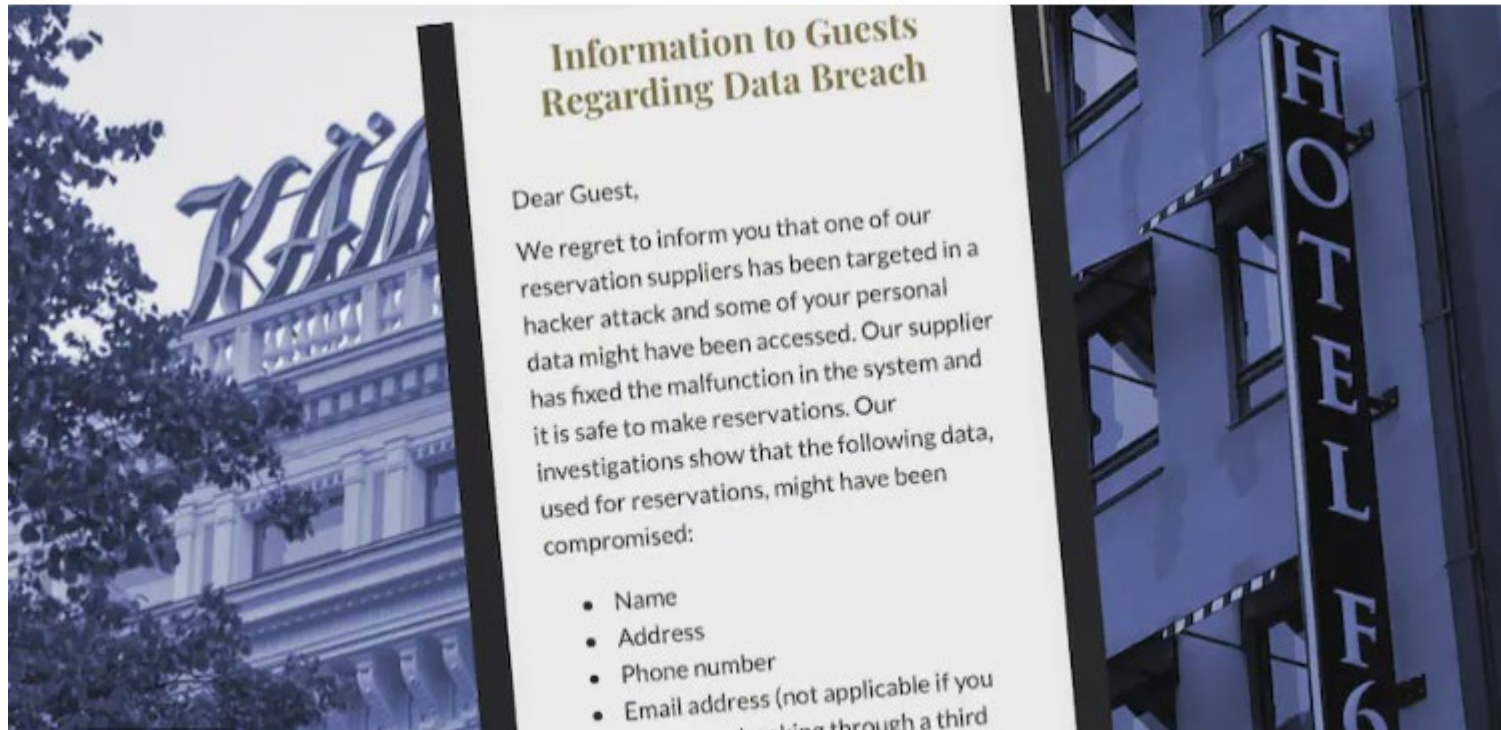 KÄ
Information to Guests
Regarding Data Breach
Dear Guest,
We regret to inform you that one of our
reservation suppliers has been targeted in a
hacker attack and some of your personal
data might have been accessed. Our supplier
has fixed the malfunction in the system and
it is safe to make reservations. Our
investigations show that the following data,
used for reservations, might have been
compromised:
• Name
• Address
• Phone number
• Email address (not applicable if you
through a third
HOTEL F6